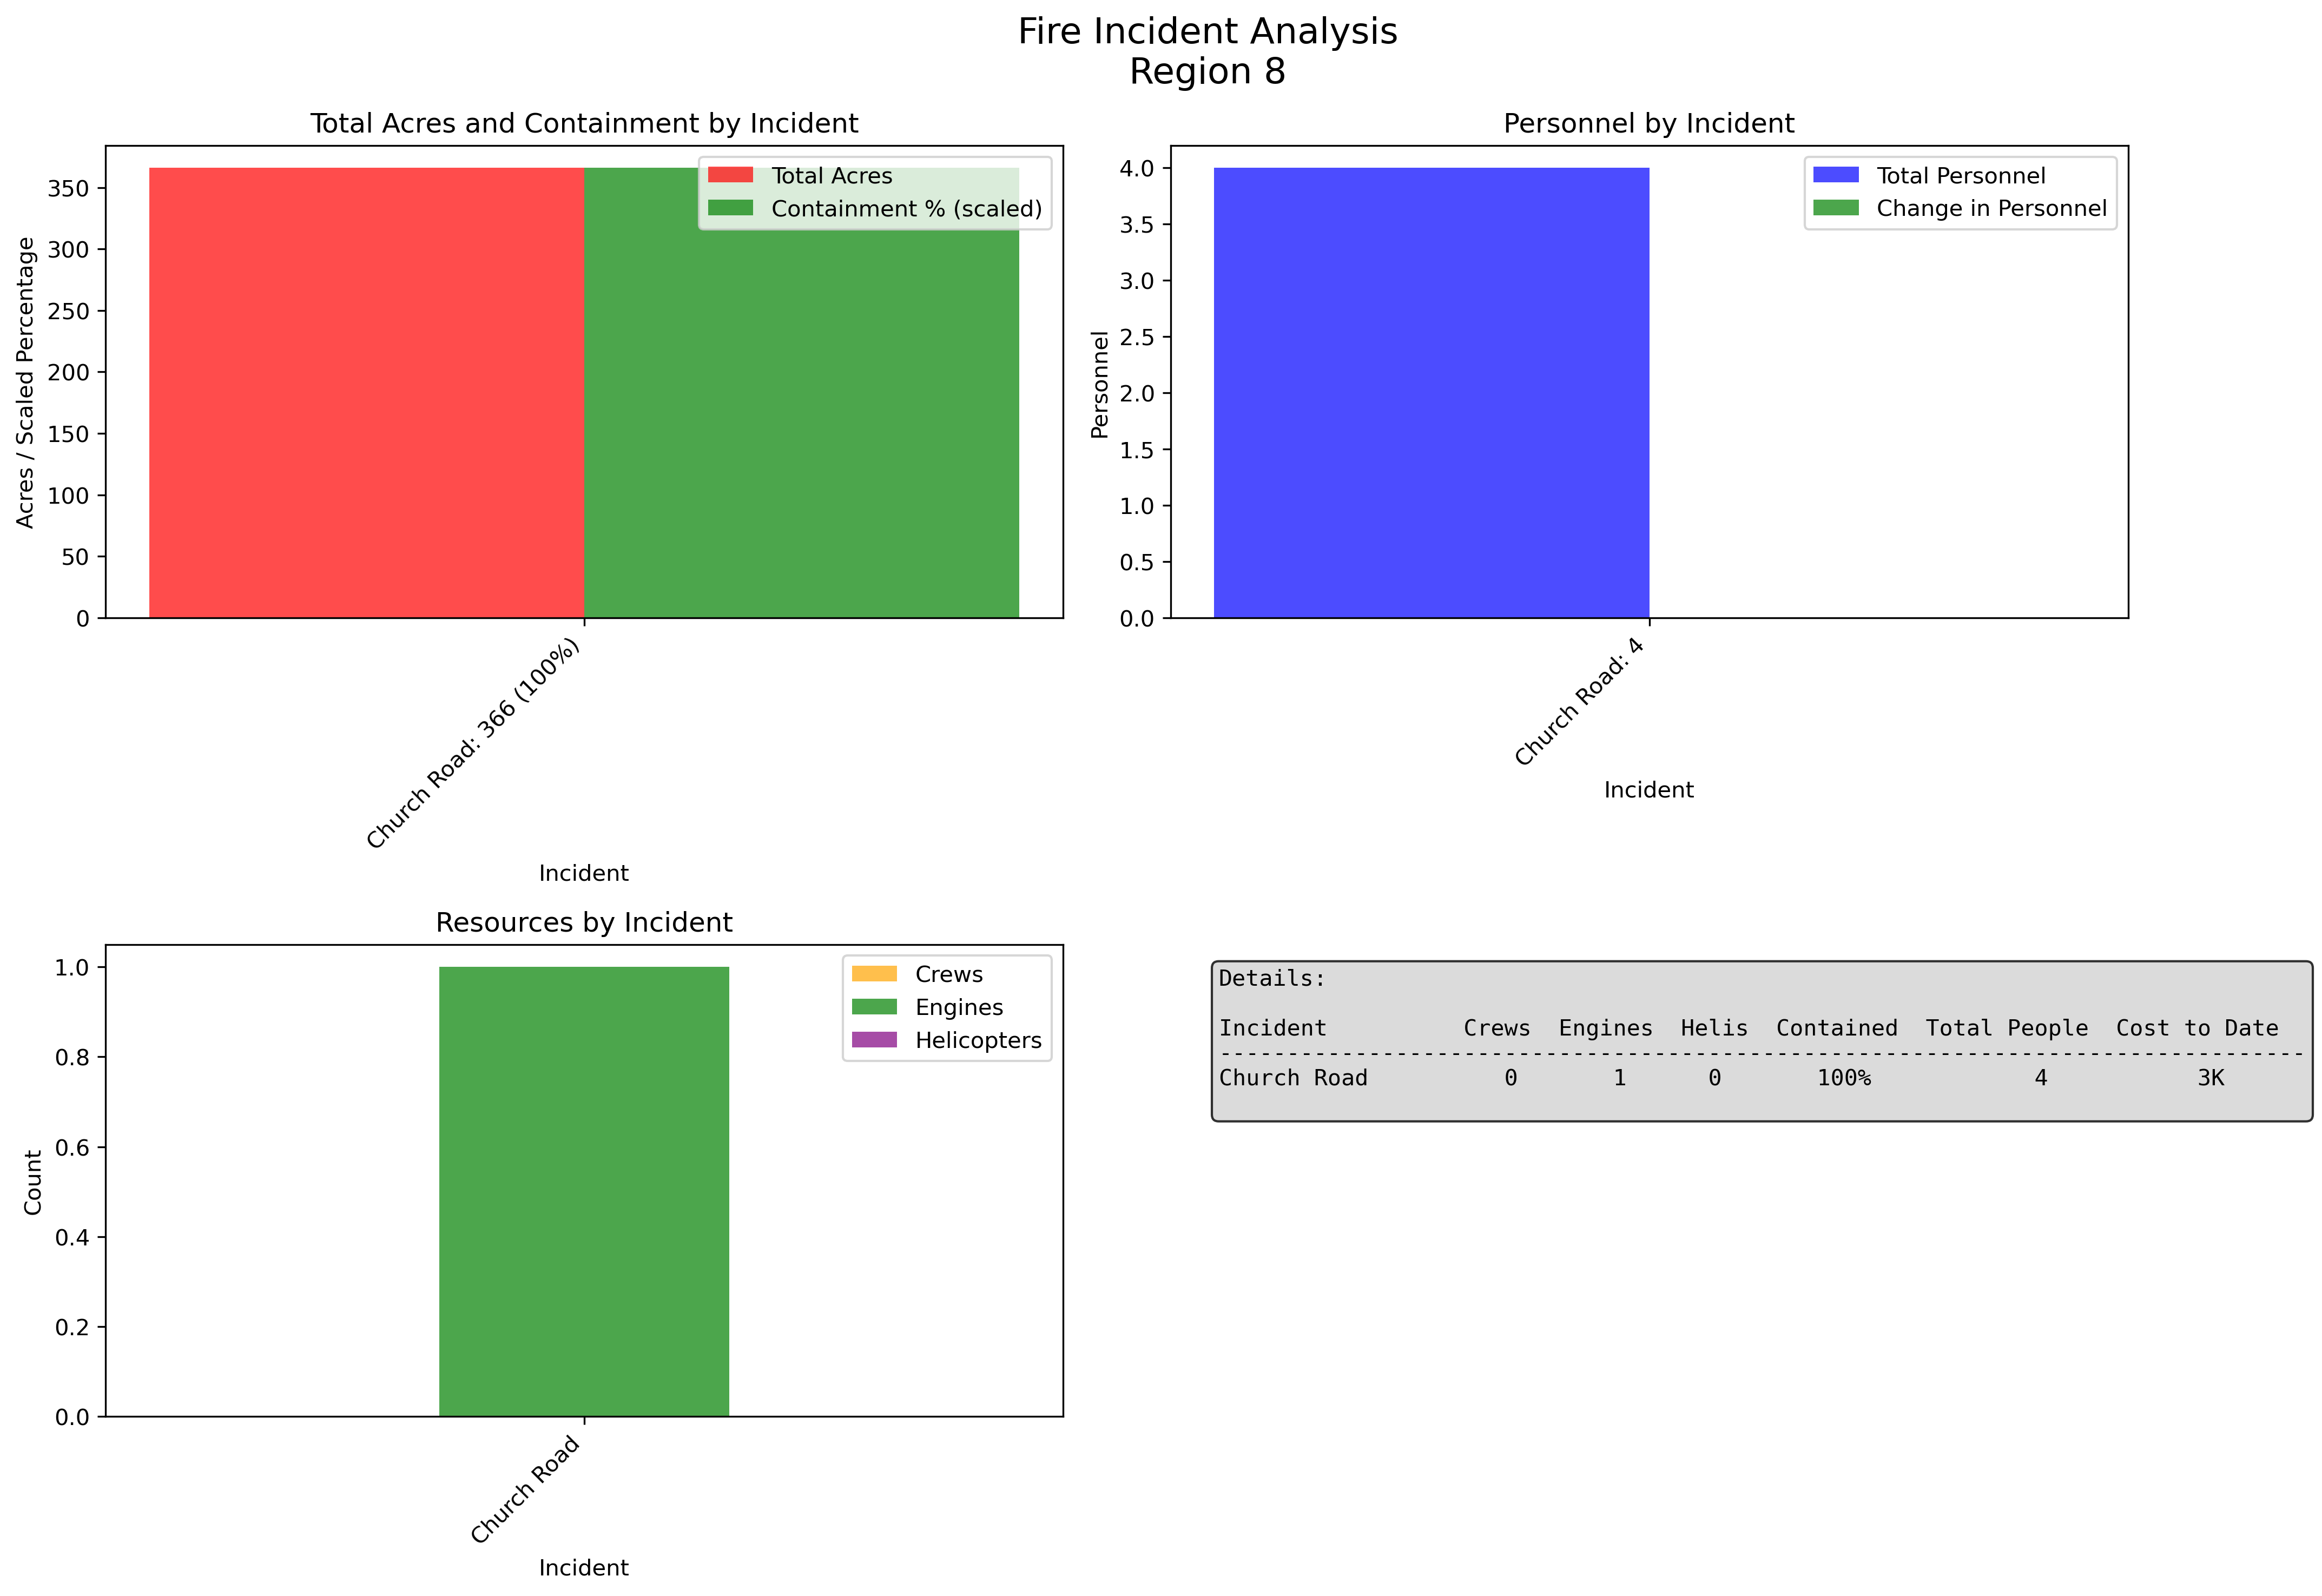 Fire Incident Analysis
Region 8
Total Acres and Containment by Incident
Acres / Scaled Percentage
350
300
250
200
150
100
50
0
Total Acres
Containment % (scaled)
Church Road: 366 (100%)
Incident
Personnel by Incident
Personnel
4.0
3.5
3.0
2.5
2.0
1.5
1.0
0.5
0.0
Total Personnel
Change in Personnel
Church Road: 4
Incident
Resources by Incident
Count
1.0
0.8
0.6
0.4
0.2
0.0
Crews
Engines
Helicopters
Church Road
Incident
Details:
Incident Crews Engines Helis Contained Total People Cost to Date
--------------------------------------------------------------------------------
Church Road 0 1 0 100% 4 3K